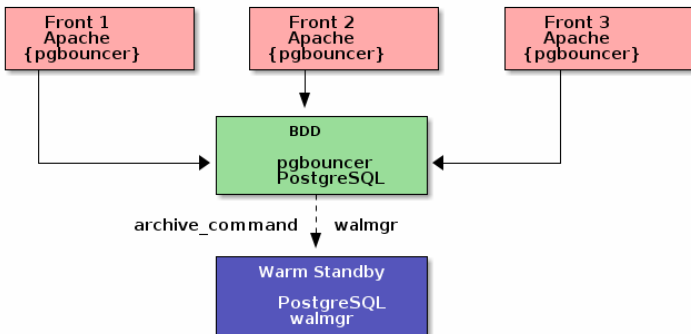 Front 1
Apache
{pgbouncer}
Front 2
Apache
{pgbouncer}
Front 3
Apache
{pgbouncer}
BDD
pgbouncer
PostgreSQL
archive_command walmgr
Warm Standby
PostgreSQL
walmgr